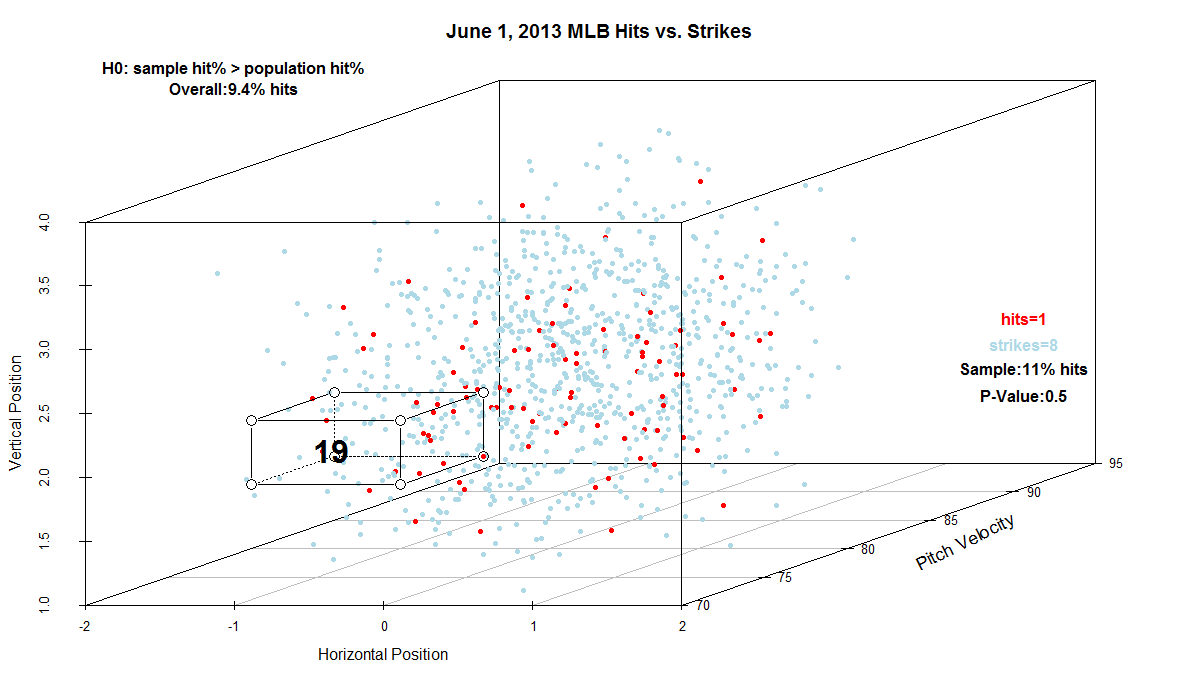 June 1, 2013 MLB Hits vs. Strikes
H0: sample hit% > population hit%
Overall:9.4% hits
4.0
3.5
3.0
2.5
2.0
1.5
1.0
Vertical Position
19
hits=1
strikes=8
Sample:11% hits
P-Value:0.5
95
90
85
80
75
70
Pitch Velocity
-2
-1
0
1
2
Horizontal Position